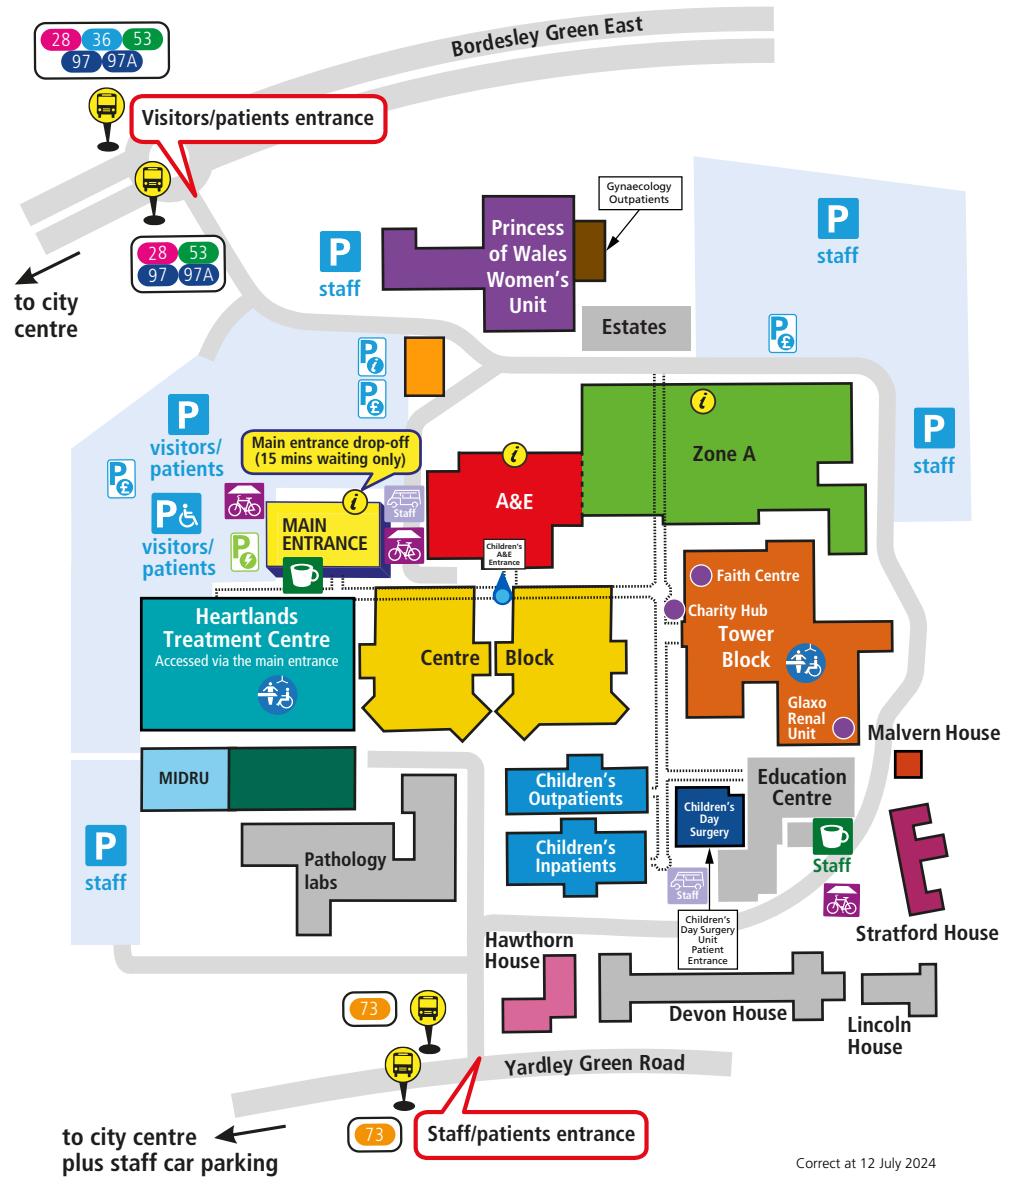 Bordesley Green East
28 36 53
97 97A
Visitors/patients entrance
28 53
97 97A
to city
centre
Gynaecology
Outpatients
Princess
of Wales
Women's
Unit
P
staff
P
staff
Estates
P
£
P
i
P
£
P
visitors/
patients
P
£
P
visitors/
patients
P
P
staff
Main entrance drop-off
(15 mins waiting only)
i
MAIN
ENTRANCE
Staff
i
A&E
Children's
A&E
Entrance
i
Zone A
Faith Centre
Charity Hub
Tower
Block
Glaxo
Renal
Unit
Heartlands
Treatment Centre
Accessed via the main entrance
Centre Block
MIDRU
Malvern House
Education
Centre
Children's
Outpatients
Children's
Day
Surgery
Children's
Inpatients
Staff
Staff
P
staff
Pathology
labs
Children's
Day Surgery
Unit
Patient
Entrance
Stratford House
Hawthorn
House
Devon House
Lincoln
House
73
73
Yardley Green Road
Staff/patients entrance
to city centre
plus staff car parking
Correct at 12 July 2024